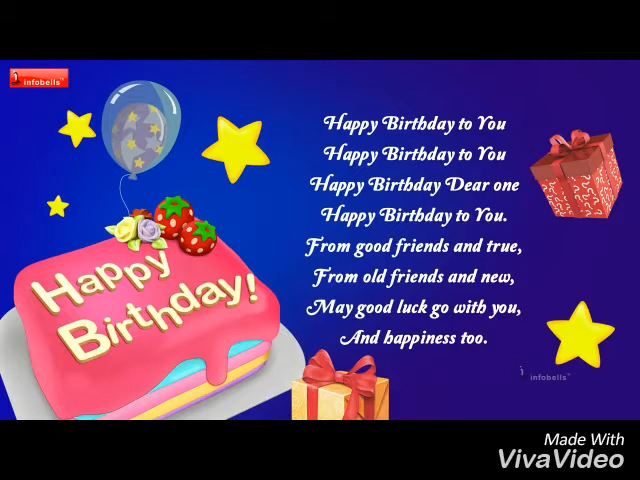 infobells
Happy Birthday to You
Happy Birthday to You
Happy Birthday Dear one
Happy Birthday to You.
From good friends and true,
From old friends and new,
May good luck go with you,
And happiness too.
Happy
Birthday!
infobells
Made With
VivaVideo